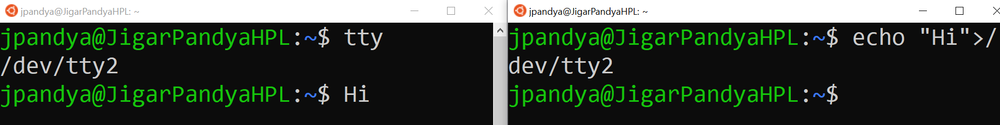 jpandya@JigarPandyaHPL: ~
jpandya@JigarPandyaHPL:~$ tty
/dev/tty2
jpandya@JigarPandyaHPL:~$ Hi
jpandya@JigarPandyaHPL: ~
jpandya@JigarPandyaHPL:~$ echo "Hi">/
dev/tty2
jpandya@JigarPandyaHPL:~$